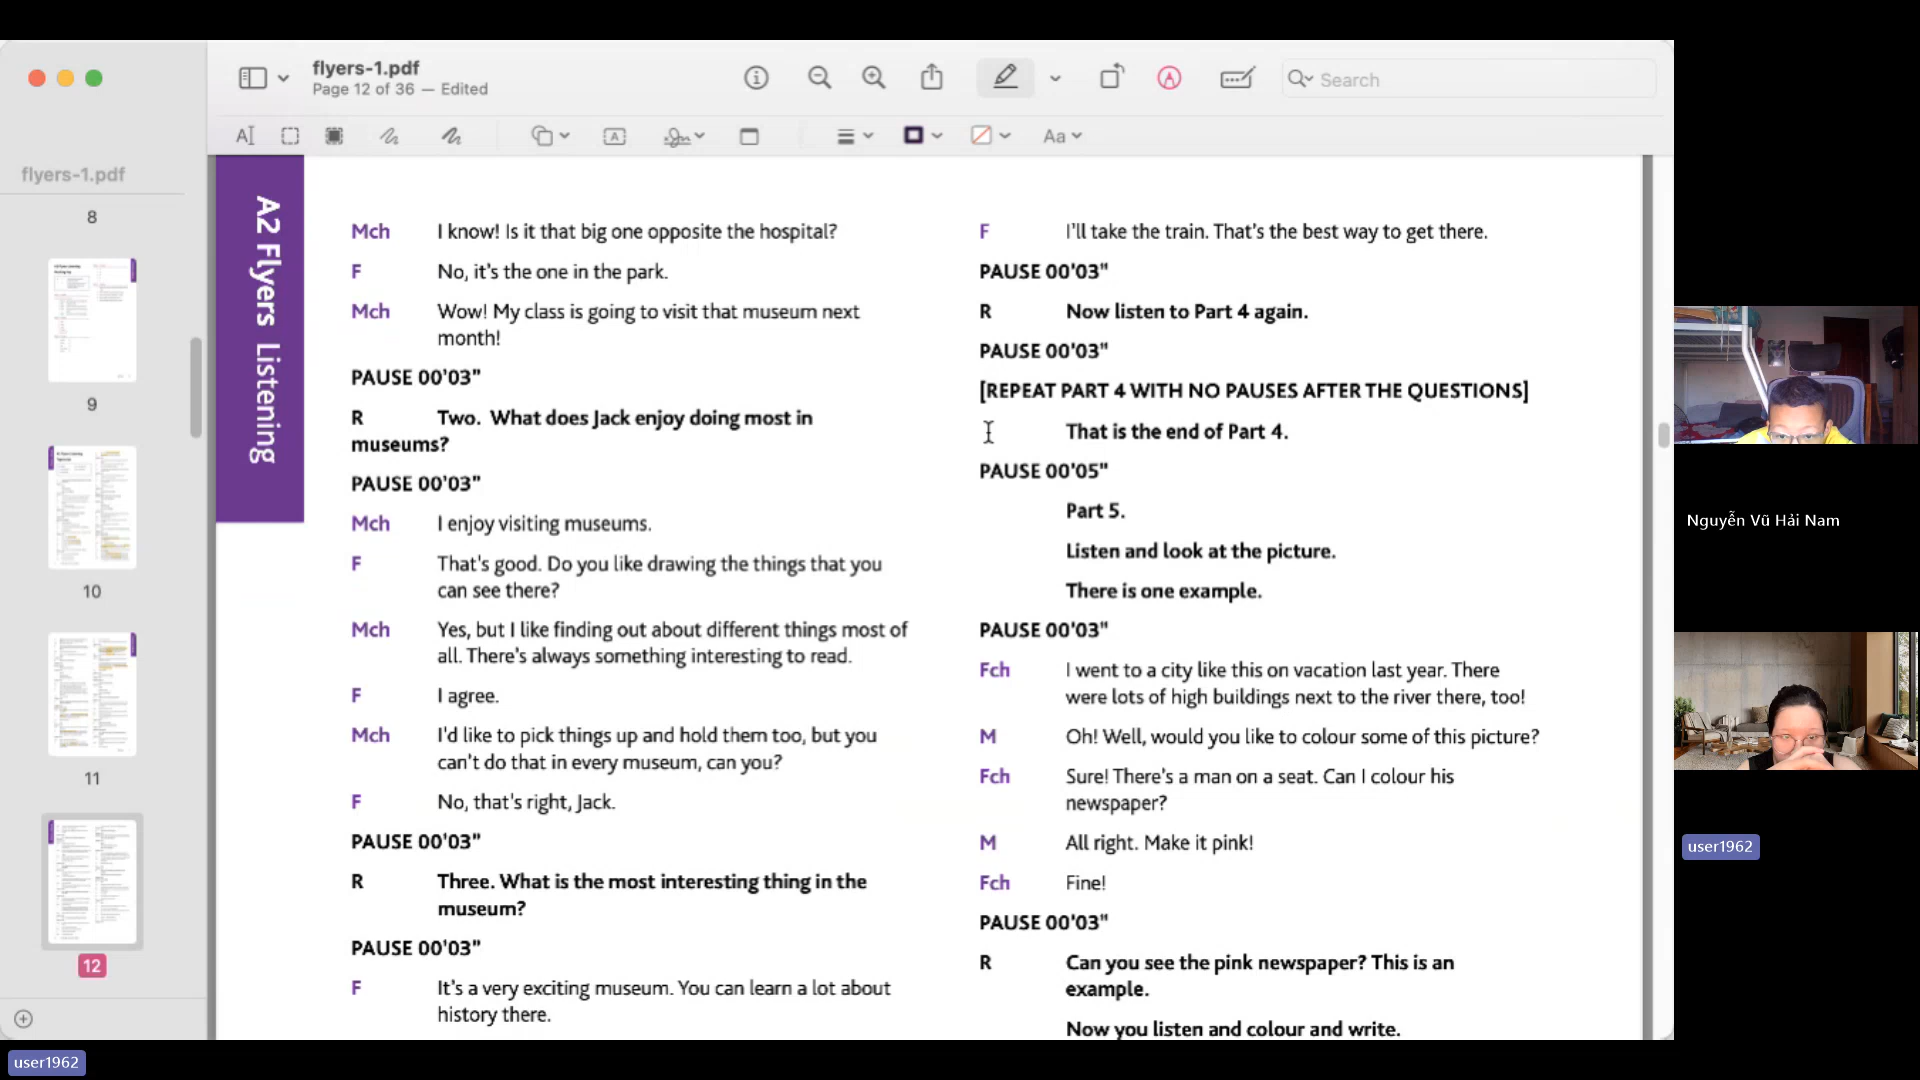 flyers-1.pdf
Page 12 of 36 — Edited
Search
Aa
flyers-1.pdf
8
9
10
11
12
A2 Flyers Listening
Mch I know! Is it that big one opposite the hospital?
F No, it's the one in the park.
Mch Wow! My class is going to visit that museum next
month!
PAUSE 00'03"
R Two. What does Jack enjoy doing most in
museums?
PAUSE 00'03"
Mch I enjoy visiting museums.
F That's good. Do you like drawing the things that you
can see there?
Mch Yes, but I like finding out about different things most of
all. There's always something interesting to read.
F I agree.
Mch I'd like to pick things up and hold them too, but you
can't do that in every museum, can you?
F No, that's right, Jack.
PAUSE 00'03"
R Three. What is the most interesting thing in the
museum?
PAUSE 00'03"
F It's a very exciting museum. You can learn a lot about
history there.
F I'll take the train. That's the best way to get there.
PAUSE 00'03"
R Now listen to Part 4 again.
PAUSE 00'03"
[REPEAT PART 4 WITH NO PAUSES AFTER THE QUESTIONS]
That is the end of Part 4.
PAUSE 00'05"
Part 5.
Listen and look at the picture.
There is one example.
PAUSE 00'03"
Fch I went to a city like this on vacation last year. There
were lots of high buildings next to the river there, too!
M Oh! Well, would you like to colour some of this picture?
Fch Sure! There's a man on a seat. Can I colour his
newspaper?
M All right. Make it pink!
Fch Fine!
PAUSE 00'03"
R Can you see the pink newspaper? This is an
example.
Now you listen and colour and write.
Nguyễn Vũ Hải Nam
user1962
user1962